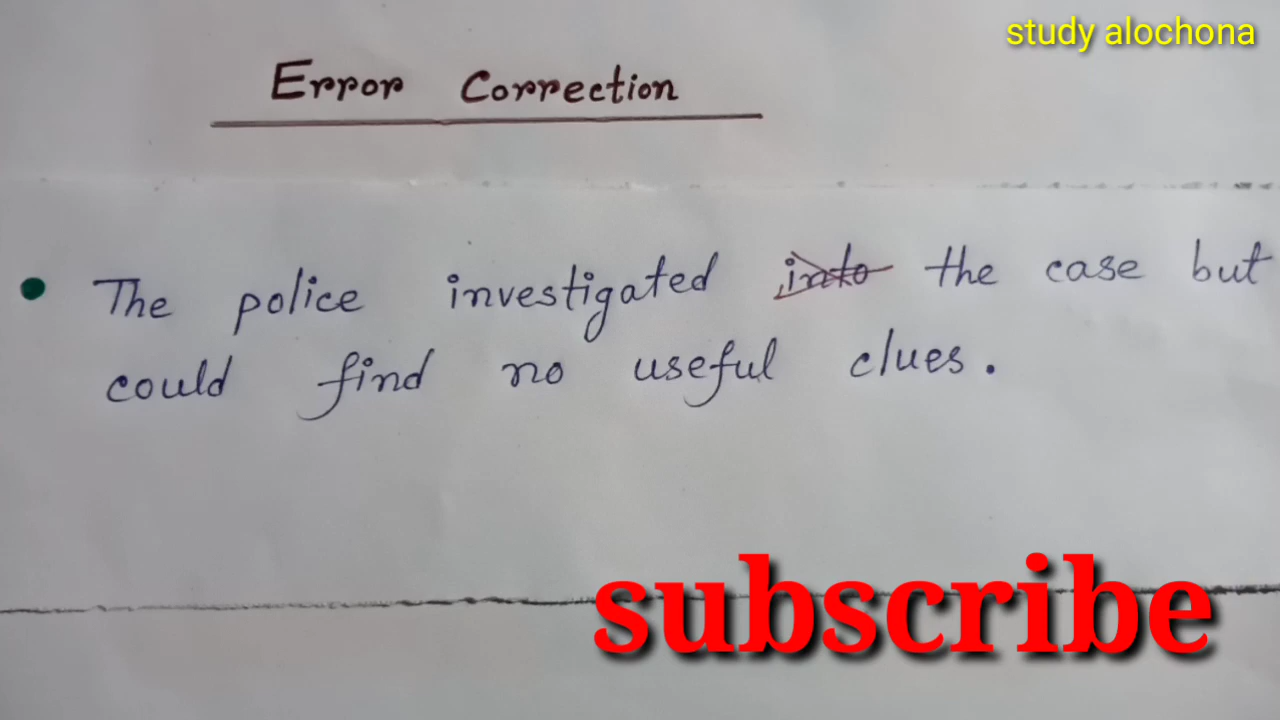 study alochona
Error Correction
The police investigated into the case but
could find no useful clues.
subscribe